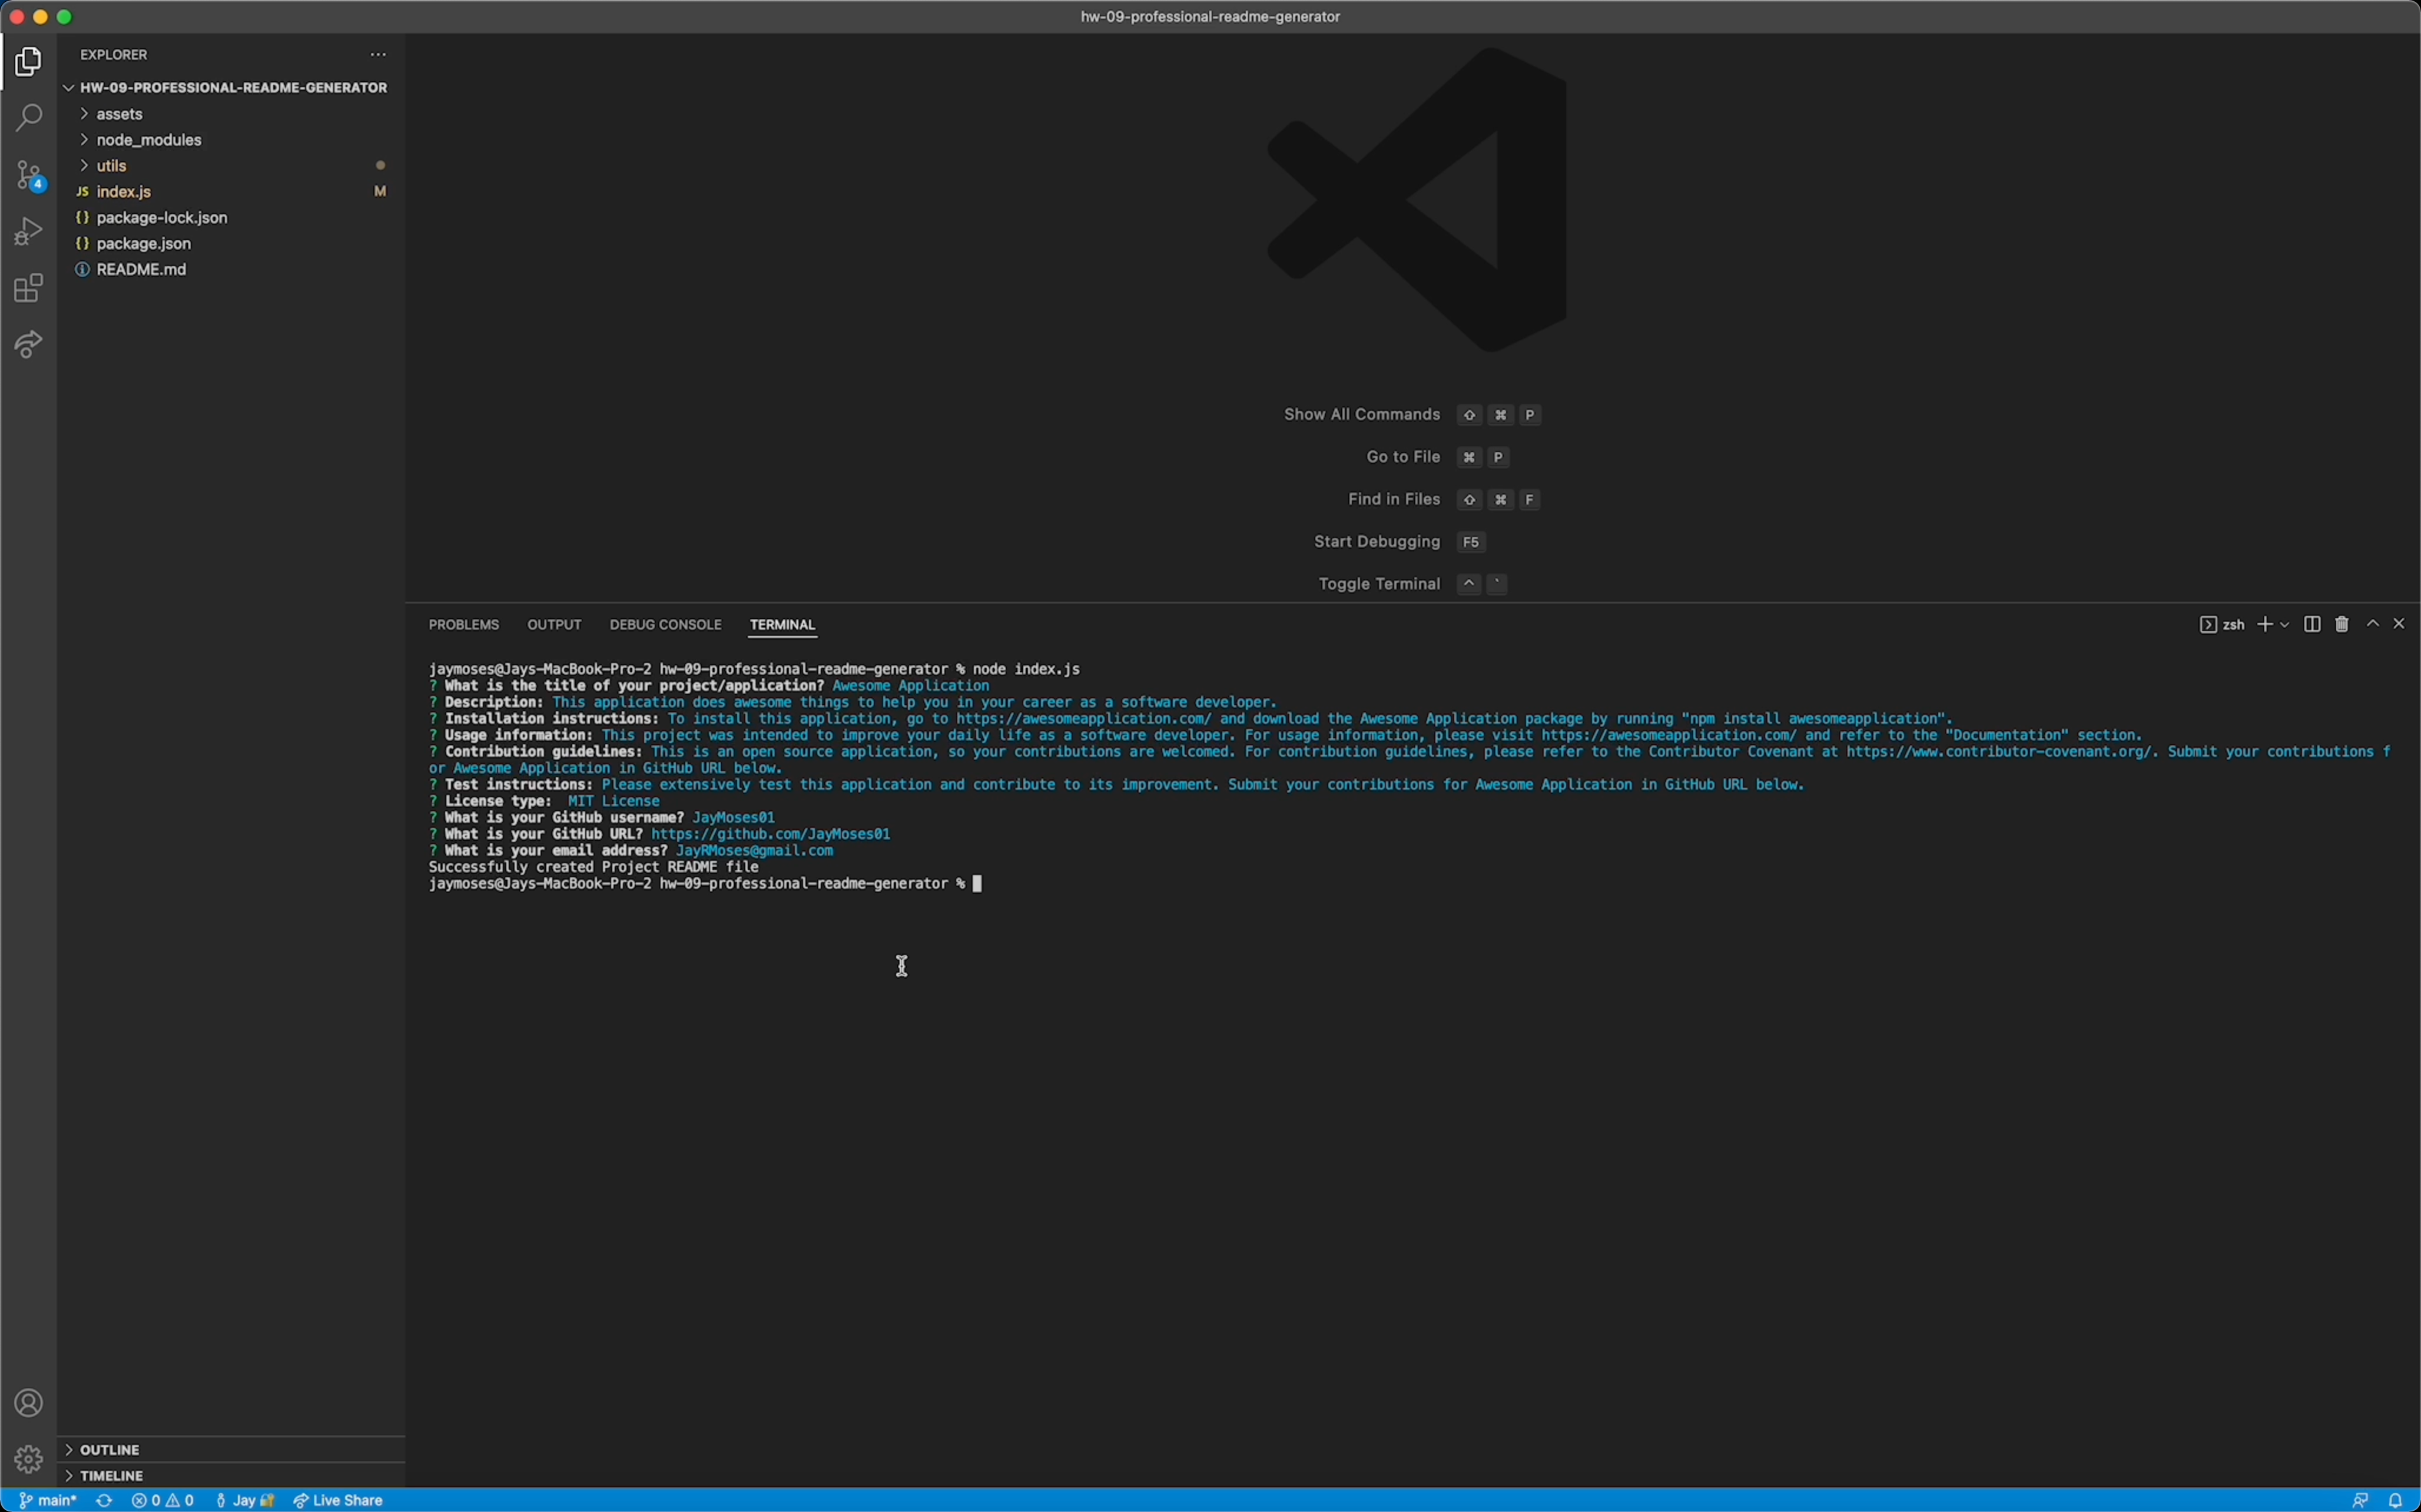 hw-09-professional-readme-generator
EXPLORER
HW-09-PROFESSIONAL-README-GENERATOR
assets
node_modules
utils
JS index.js M
{} package-lock.json
{} package.json
README.md
4
Show All Commands ⇧ ⌘ P
Go to File ⌘ P
Find in Files ⇧ ⌘ F
Start Debugging F5
Toggle Terminal ^ `
PROBLEMS OUTPUT DEBUG CONSOLE TERMINAL
zsh
jaymoses@Jays-MacBook-Pro-2 hw-09-professional-readme-generator % node index.js
? What is the title of your project/application? Awesome Application
? Description: This application does awesome things to help you in your career as a software developer.
? Installation instructions: To install this application, go to https://awesomeapplication.com/ and download the Awesome Application package by running "npm install awesomeapplication".
? Usage information: This project was intended to improve your daily life as a software developer. For usage information, please visit https://awesomeapplication.com/ and refer to the "Documentation" section.
? Contribution guidelines: This is an open source application, so your contributions are welcomed. For contribution guidelines, please refer to the Contributor Covenant at https://www.contributor-covenant.org/. Submit your contributions f
or Awesome Application in GitHub URL below.
? Test instructions: Please extensively test this application and contribute to its improvement. Submit your contributions for Awesome Application in GitHub URL below.
? License type:  MIT License
? What is your GitHub username? JayMoses01
? What is your GitHub URL? https://github.com/JayMoses01
? What is your email address? JayRMoses@gmail.com
Successfully created Project README file
jaymoses@Jays-MacBook-Pro-2 hw-09-professional-readme-generator %
OUTLINE
TIMELINE
main* 0 0 Jay Live Share